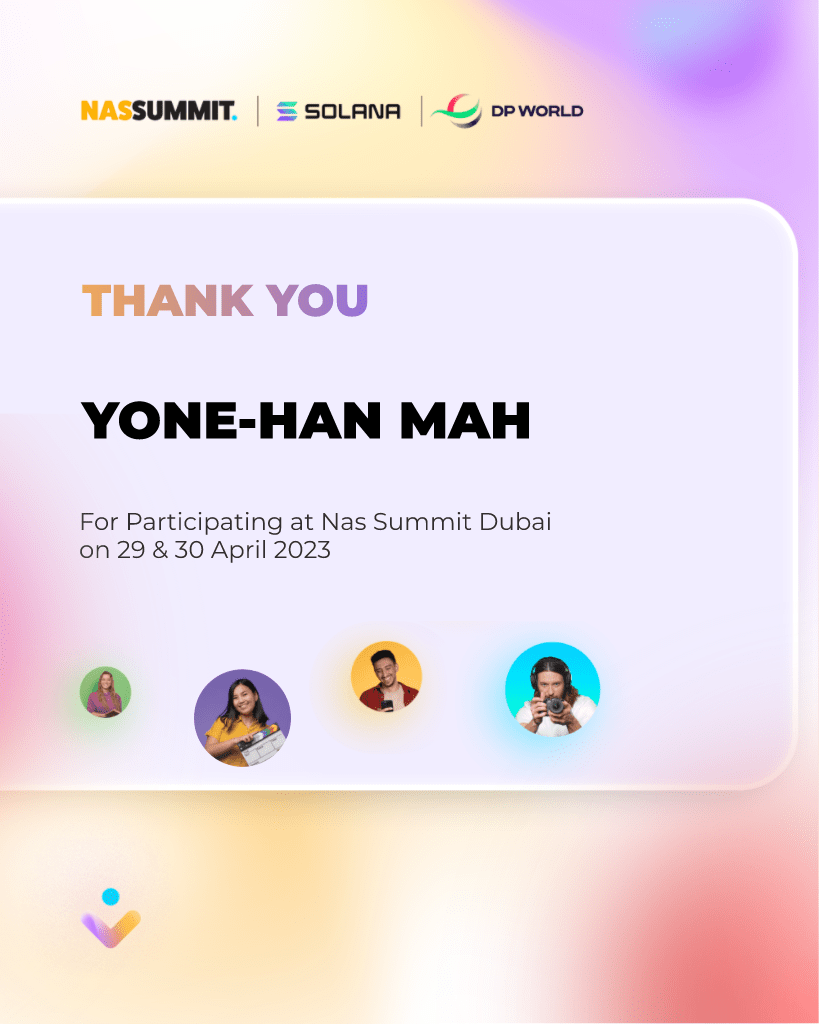 NASSUMMIT. | SOLANA | DP WORLD
THANK YOU
YONE-HAN MAH
For Participating at Nas Summit Dubai
on 29 & 30 April 2023